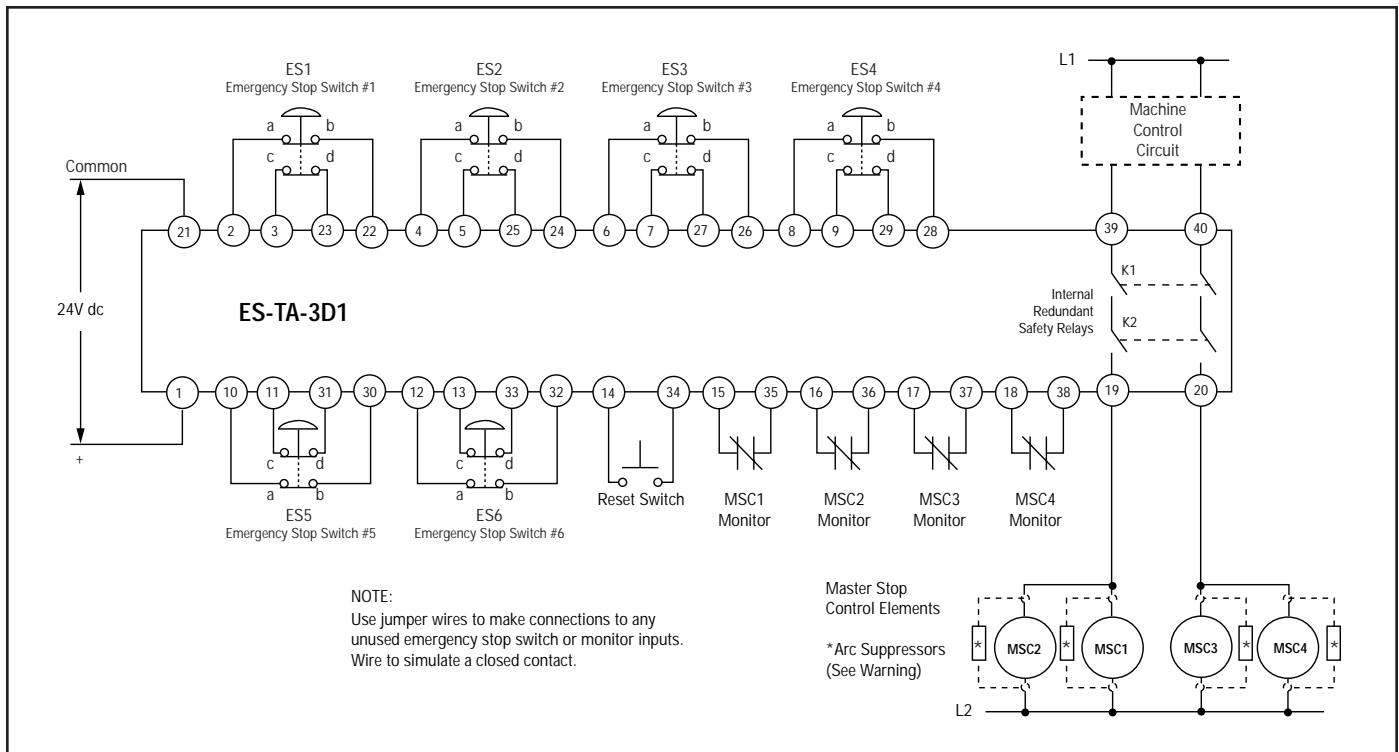 ES1
Emergency Stop Switch #1
ES2
Emergency Stop Switch #2
ES3
Emergency Stop Switch #3
ES4
Emergency Stop Switch #4
L1
a b
c d
a b
c d
a b
c d
a b
c d
Machine
Control
Circuit
Common
21 2 3 23 22 4 5 25 24 6 7 27 26 8 9 29 28 39 40
24V dc
ES-TA-3D1
Internal
Redundant
Safety Relays
K1
K2
1 10 11 31 30 12 13 33 32 14 34 15 35 16 36 17 37 18 38 19 20
+
c d
a b
ES5
Emergency Stop Switch #5
c d
a b
ES6
Emergency Stop Switch #6
Reset Switch
MSC1
Monitor
MSC2
Monitor
MSC3
Monitor
MSC4
Monitor
NOTE:
Use jumper wires to make connections to any
unused emergency stop switch or monitor inputs.
Wire to simulate a closed contact.
Master Stop
Control Elements
*Arc Suppressors
(See Warning)
* MSC2 * MSC1 MSC3 * MSC4 *
L2